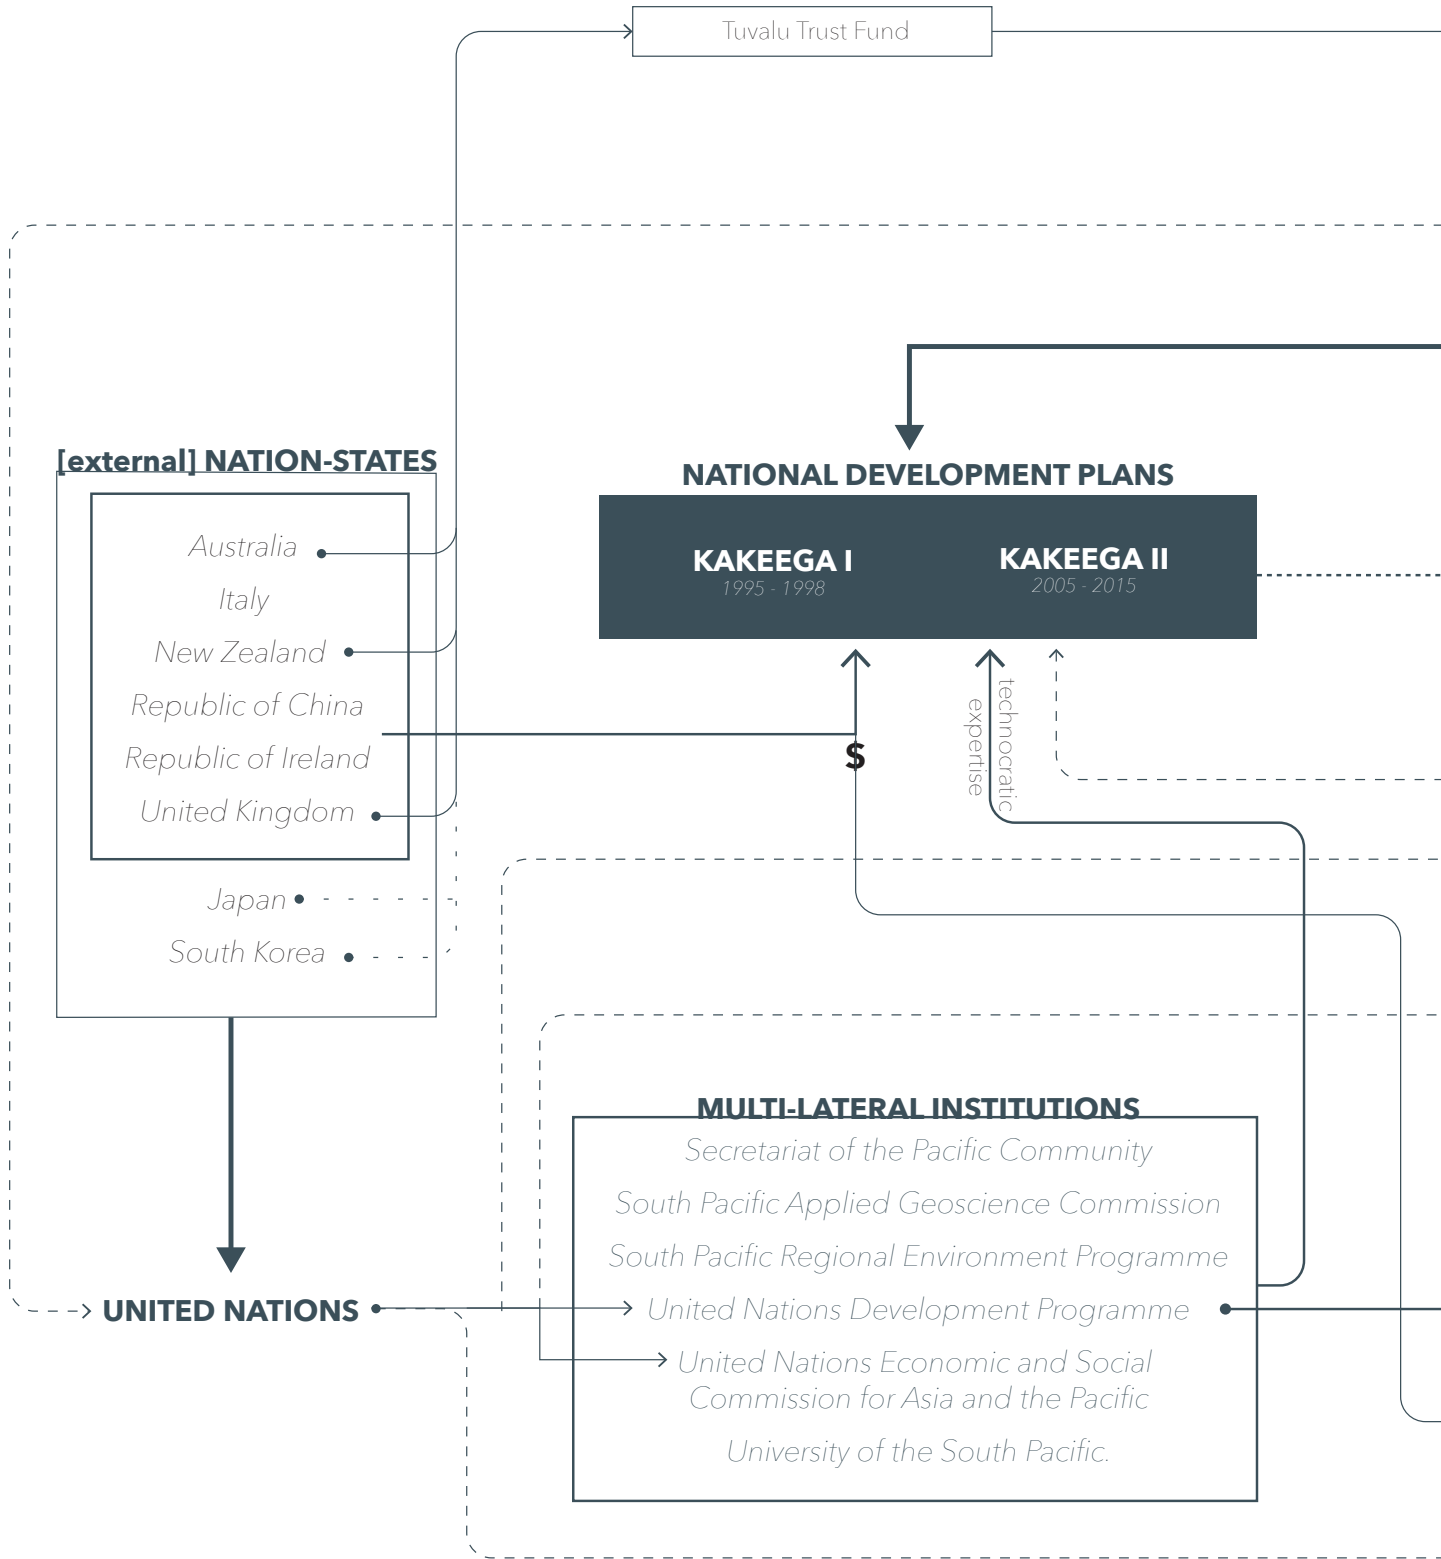 Tuvalu Trust Fund
[external] NATION-STATES
Australia
Italy
New Zealand
Republic of China
Republic of Ireland
United Kingdom
Japan
South Korea
NATIONAL DEVELOPMENT PLANS
KAKEEGA I
1995 - 1998
KAKEEGA II
2005 - 2015
$
technocratic
expertise
MULTI-LATERAL INSTITUTIONS
Secretariat of the Pacific Community
South Pacific Applied Geoscience Commission
South Pacific Regional Environment Programme
United Nations Development Programme
United Nations Economic and Social
Commission for Asia and the Pacific
University of the South Pacific.
UNITED NATIONS